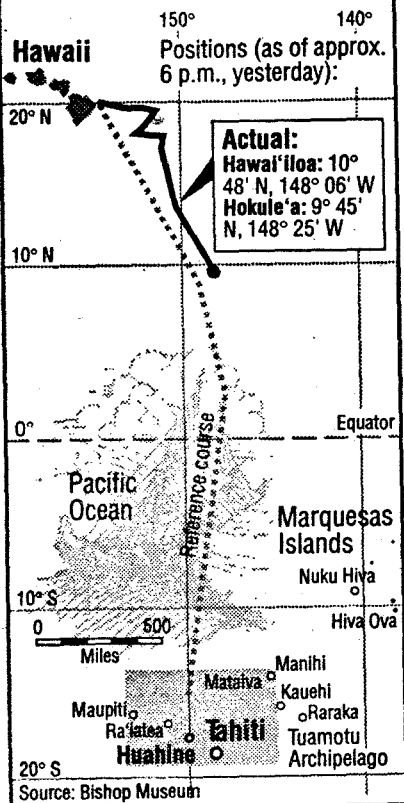 150°
140°
Hawaii
Positions (as of approx.
6 p.m., yesterday):
20° N
Actual:
Hawai'iloa: 10°
48' N, 148° 06' W
Hokule'a: 9° 45'
N, 148° 25' W
10° N
0°
Equator
Reference course
Pacific
Ocean
Marquesas
Islands
Nuku Hiva
10° S
Hiva Ova
0 500
Miles
Manihi
Mataiva
Kauehi
Maupiti
Raraka
Ra'iatea
Tahiti
Huahine
Tuamotu
Archipelago
20° S
Source: Bishop Museum